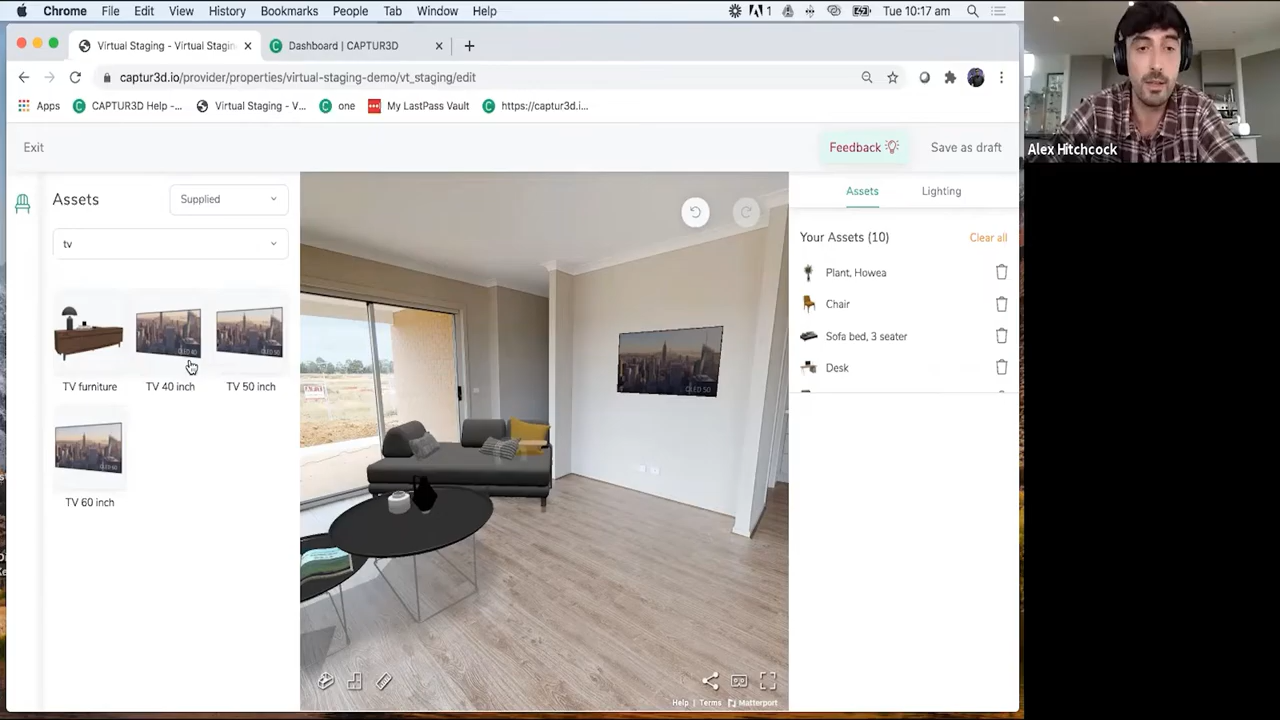 Chrome File Edit View History Bookmarks People Tab Window Help 1 Tue 10:17 am
Virtual Staging - Virtual Stagin Dashboard | CAPTUR3D
captur3d.io/provider/properties/virtual-staging-demo/vt_staging/edit
Apps CAPTUR3D Help -... Virtual Staging - V... one My LastPass Vault https://captur3d.i...
Alex Hitchcock
Exit Feedback Save as draft
Assets Supplied
tv
TV furniture TV 40 inch TV 50 inch
TV 60 inch
OLED 50
Help | Terms | Matterport
Assets Lighting
Your Assets (10) Clear all
Plant, Howea
Chair
Sofa bed, 3 seater
Desk